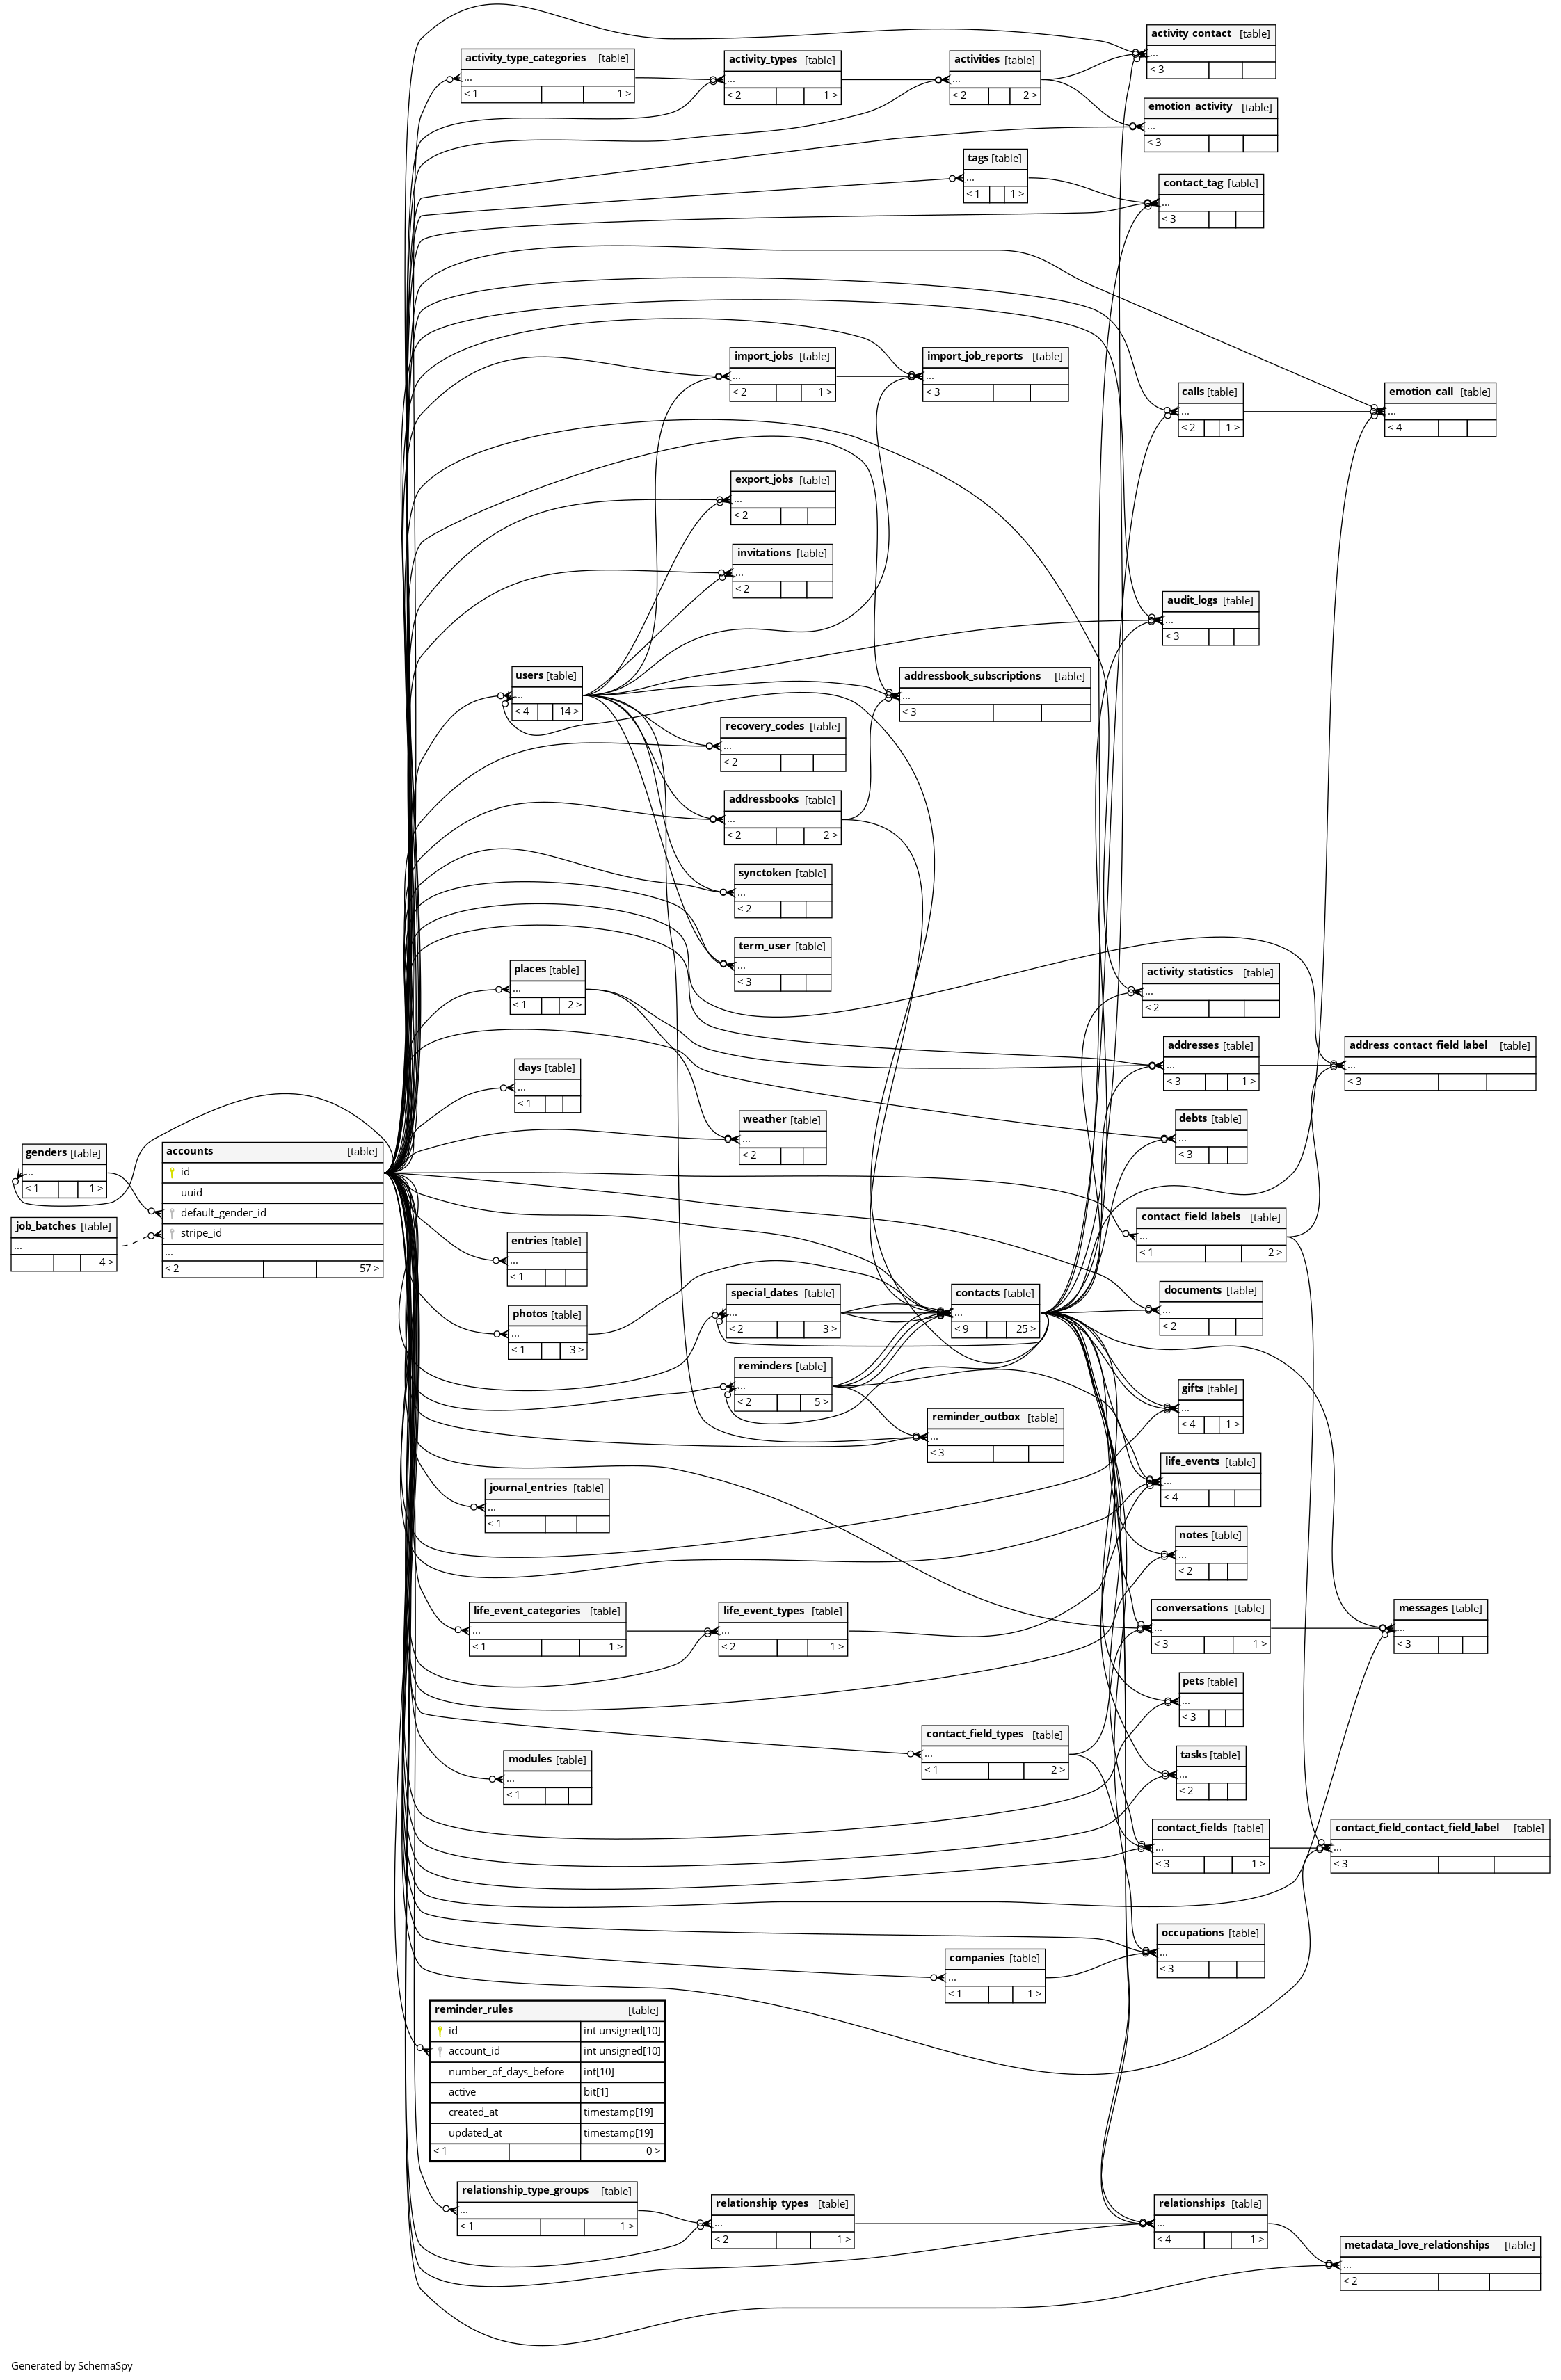 activity_contact [table]
...
< 3
activity_type_categories [table]
...
< 1 1 >
activity_types [table]
...
< 2 1 >
activities [table]
...
< 2 2 >
emotion_activity [table]
...
< 3
tags [table]
...
< 1 1 >
contact_tag [table]
...
< 3
import_jobs [table]
...
< 2 1 >
import_job_reports [table]
...
< 3
calls [table]
...
< 2 1 >
emotion_call [table]
...
< 4
export_jobs [table]
...
< 2
invitations [table]
...
< 2
audit_logs [table]
...
< 3
users [table]
...
< 4 14 >
addressbook_subscriptions [table]
...
< 3
recovery_codes [table]
...
< 2
addressbooks [table]
...
< 2 2 >
synctoken [table]
...
< 2
term_user [table]
...
< 3
places [table]
...
< 1 2 >
activity_statistics [table]
...
< 2
addresses [table]
...
< 3 1 >
address_contact_field_label [table]
...
< 3
days [table]
...
< 1
weather [table]
...
< 2
debts [table]
...
< 3
genders [table]
...
< 1 1 >
accounts [table]
id
uuid
default_gender_id
stripe_id
...
< 2 57 >
job_batches [table]
...
4 >
contact_field_labels [table]
...
< 1 2 >
entries [table]
...
< 1
special_dates [table]
...
< 2 3 >
contacts [table]
...
< 9 25 >
documents [table]
...
< 2
photos [table]
...
< 1 3 >
reminders [table]
...
< 2 5 >
gifts [table]
...
< 4 1 >
reminder_outbox [table]
...
< 3
life_events [table]
...
< 4
journal_entries [table]
...
< 1
notes [table]
...
< 2
life_event_categories [table]
...
< 1 1 >
life_event_types [table]
...
< 2 1 >
conversations [table]
...
< 3 1 >
messages [table]
...
< 3
pets [table]
...
< 3
contact_field_types [table]
...
< 1 2 >
modules [table]
...
< 1
tasks [table]
...
< 2
contact_fields [table]
...
< 3 1 >
contact_field_contact_field_label [table]
...
< 3
occupations [table]
...
< 3
companies [table]
...
< 1 1 >
reminder_rules [table]
id int unsigned[10]
account_id int unsigned[10]
number_of_days_before int[10]
active bit[1]
created_at timestamp[19]
updated_at timestamp[19]
< 1 0 >
relationship_type_groups [table]
...
< 1 1 >
relationship_types [table]
...
< 2 1 >
relationships [table]
...
< 4 1 >
metadata_love_relationships [table]
...
< 2
Generated by SchemaSpy